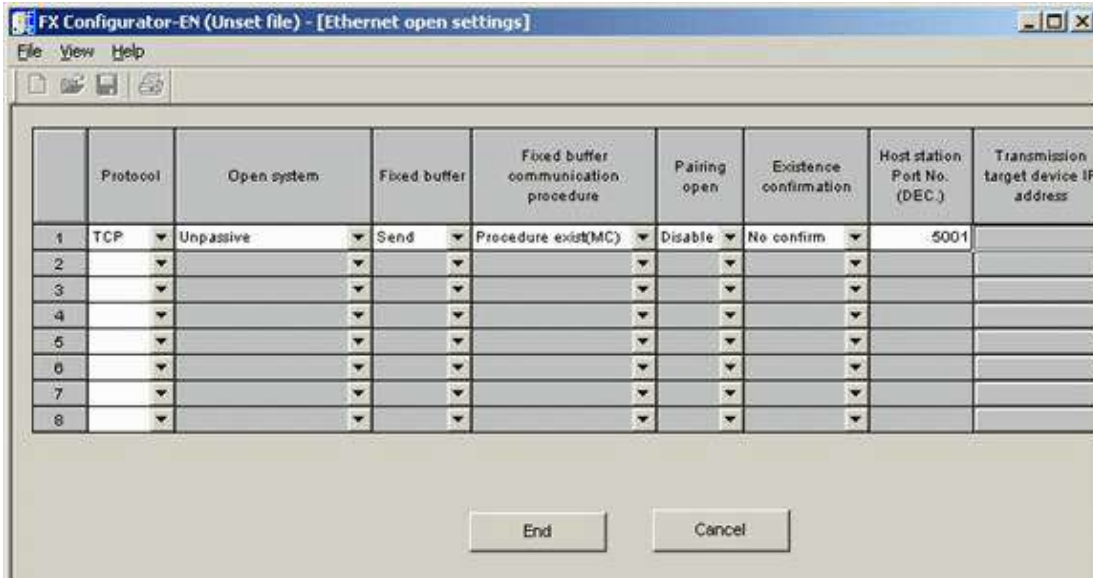 FX Configurator-EN (Unset file) - [Ethernet open settings]
File View Help
Protocol Open system Fixed buffer Fixed buffer communication procedure Pairing open Existence confirmation Host station Port No. (DEC.) Transmission target device IP address
1 TCP Unpassive Send Procedure exist(MC) Disable No confirm 5001
2
3
4
5
6
7
8
End Cancel